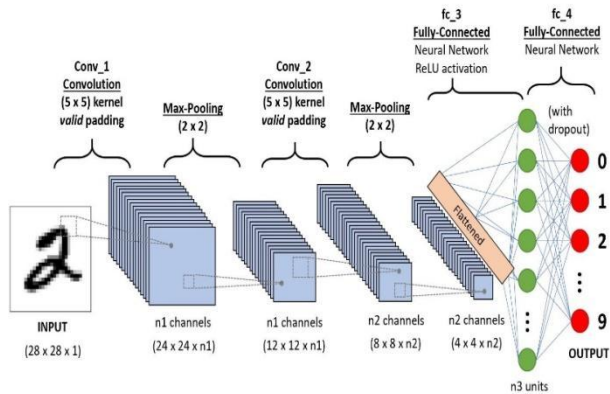 Conv_1
Convolution
(5 x 5) kernel
valid padding
Max-Pooling
(2 x 2)
Conv_2
Convolution
(5 x 5) kernel
valid padding
Max-Pooling
(2 x 2)
fc_3
Fully-Connected
Neural Network
ReLU activation
fc_4
Fully-Connected
Neural Network
(with
dropout)
Flattened
0
1
2
9
2
INPUT
(28 x 28 x 1)
n1 channels
(24 x 24 x n1)
n1 channels
(12 x 12 x n1)
n2 channels
(8 x 8 x n2)
n2 channels
(4 x 4 x n2)
OUTPUT
n3 units